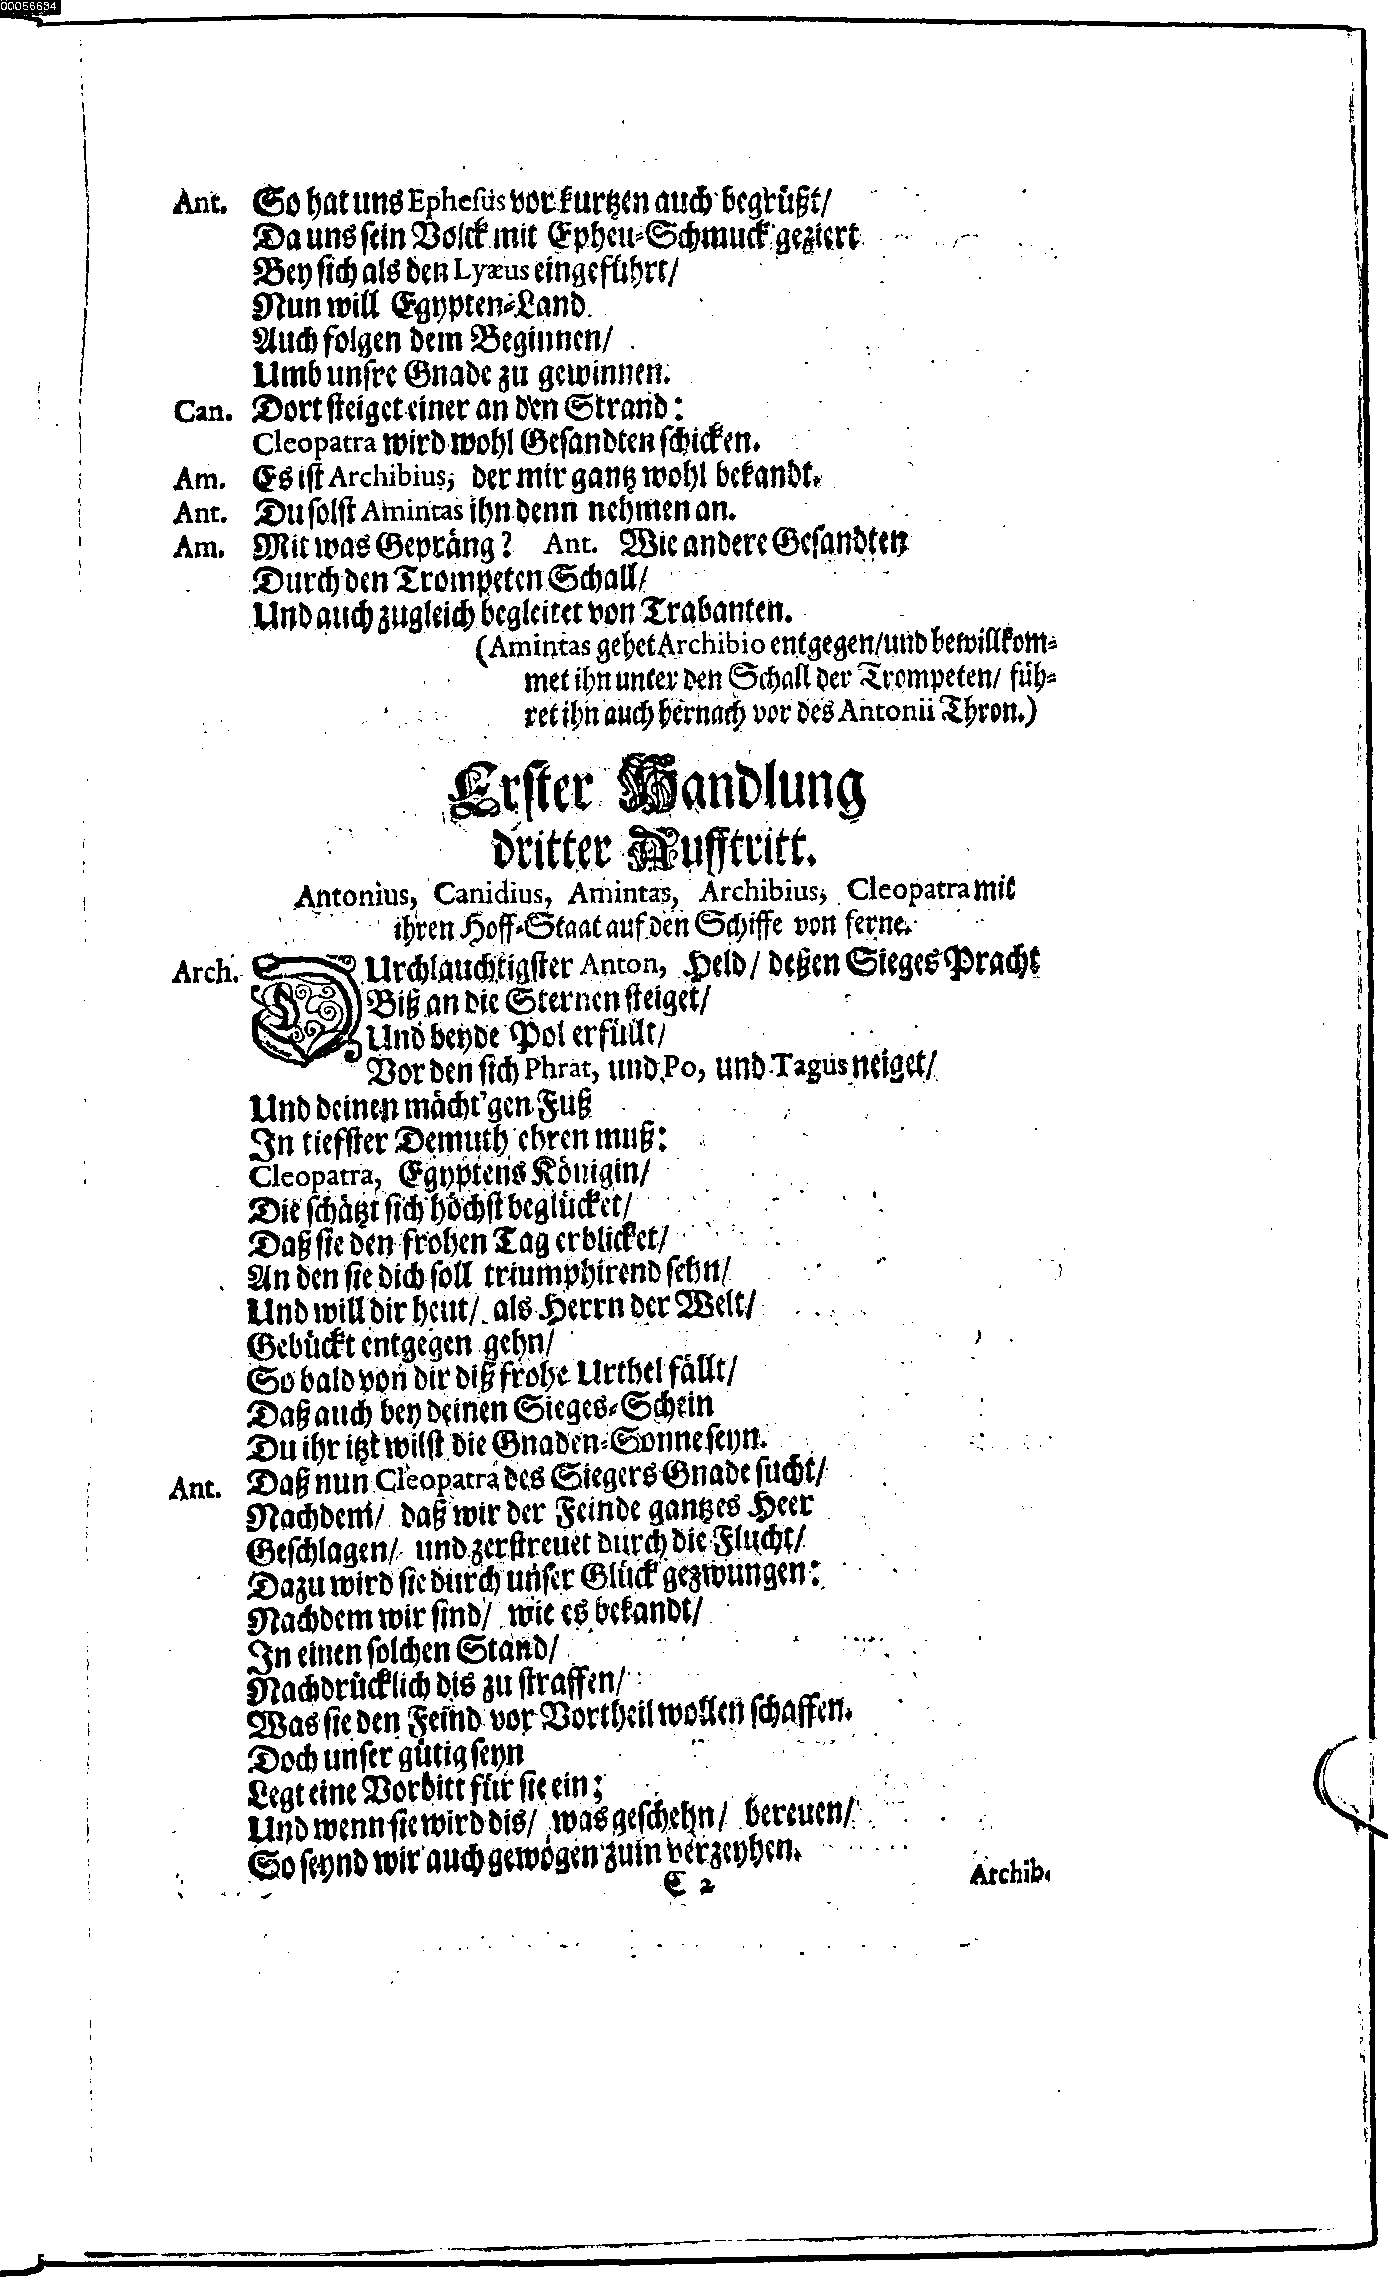 00056634
Ant. So hat uns Ephesus vor kurtzen auch begrüßt/
Da uns sein Volck mit Epheu-Schmuck geziert
Bey sich als den Lyæus eingeführt/
Nun will Egypten-Land
Auch folgen dem Beginnen/
Umb unsre Gnade zu gewinnen.
Can. Dort steiget einer an den Strand:
Cleopatra wird wohl Gesandten schicken.
Am. Es ist Archibius, der mir gantz wohl bekandt.
Ant. Du solst Amintas ihn denn nehmen an.
Am. Mit was Gepräng? Ant. Wie andere Gesandten
Durch den Trompeten Schall/
Und auch zugleich begleitet von Trabanten.
(Amintas gehet Archibio entgegen/und bewillkom-
met ihn unter den Schall der Trompeten/ füh-
ret ihn auch hernach vor des Antonii Thron.)
Erster Handlung
dritter Aufftritt.
Antonius, Canidius, Amintas, Archibius, Cleopatra mit
ihren Hoff-Staat auf den Schiffe von ferne.
Arch. DUrchlauchtigster Anton, Held/ deßen Sieges Pracht
Biß an die Sternen steiget/
Und beyde Pol erfüllt/
Vor den sich Phrat, und Po, und Tagus neiget/
Und deinen mächt'gen Fuß
In tieffster Demuth ehren muß:
Cleopatra, Egyptens Königin/
Die schätzt sich höchst beglücket/
Daß sie den frohen Tag erblicket/
An den sie dich soll triumphirend sehn/
Und will dir heut/ als Herrn der Welt/
Gebückt entgegen gehn/
So bald von dir diß frohe Urthel fällt/
Daß auch bey deinen Sieges-Schein
Du ihr itzt wilst die Gnaden-Sonne seyn.
Ant. Daß nun Cleopatra des Siegers Gnade sucht/
Nachdem/ daß wir der Feinde gantzes Heer
Geschlagen/ und zerstreuet durch die Flucht/
Dazu wird sie durch unser Glück gezwungen:
Nachdem wir sind/ wie es bekandt/
In einen solchen Stand/
Nachdrücklich dis zu straffen/
Was sie den Feind vor Vortheil wollen schaffen.
Doch unser gütig seyn
Legt eine Vorbitt für sie ein;
Und wenn sie wird dis/ was geschehn/ bereuen/
So seynd wir auch gewogen zum verzeyhen.
C 2
Archib.